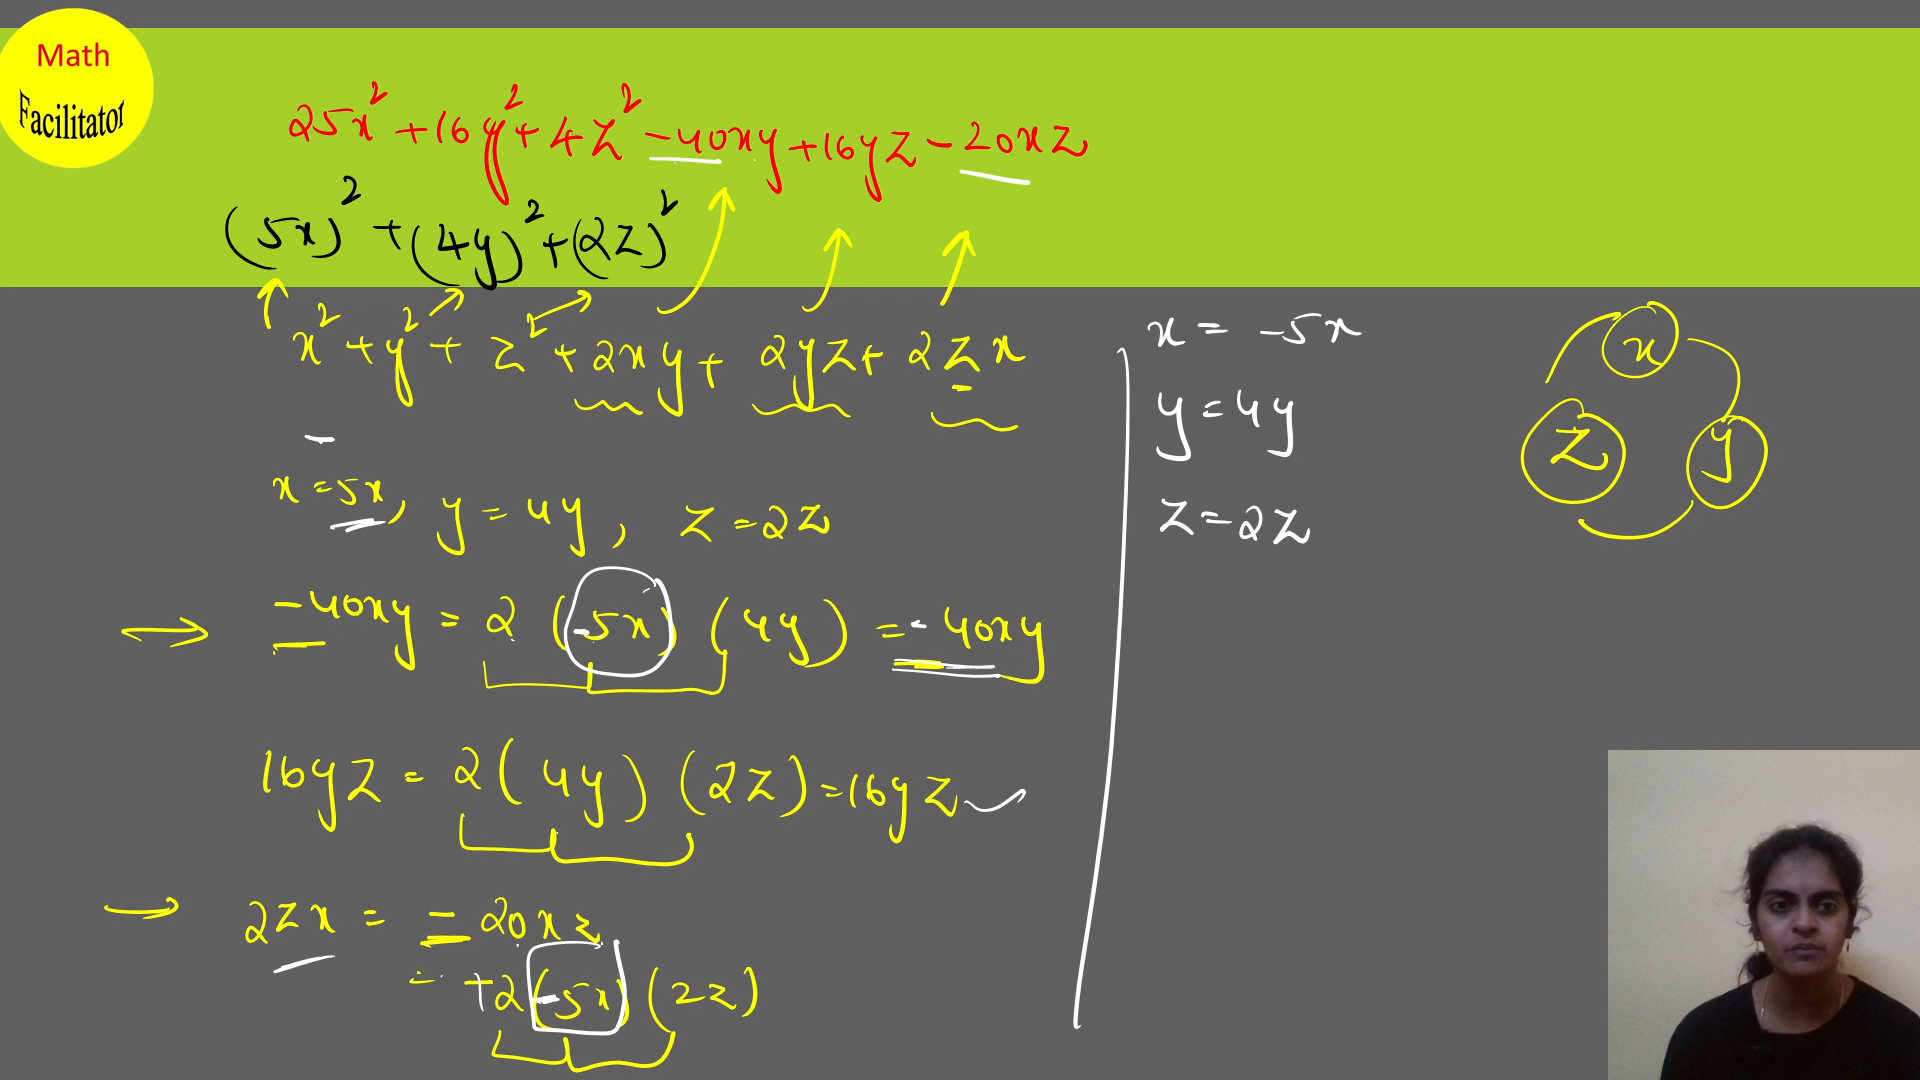 Math
Facilitator
25x² + 16y² + 4z² - 40xy + 16yz - 20xz
(5x)² + (4y)² + (2z)²
x² + y² + z² + 2xy + 2yz + 2zx
x = 5x, y = 4y, z = 2z
-40xy = 2 (-5x) (4y) = -40xy
16yz = 2(4y) (2z) = 16yz
2zx = -20xz
= +2(-5x) (2z)
x = -5x
y = 4y
z = 2z
x
z y